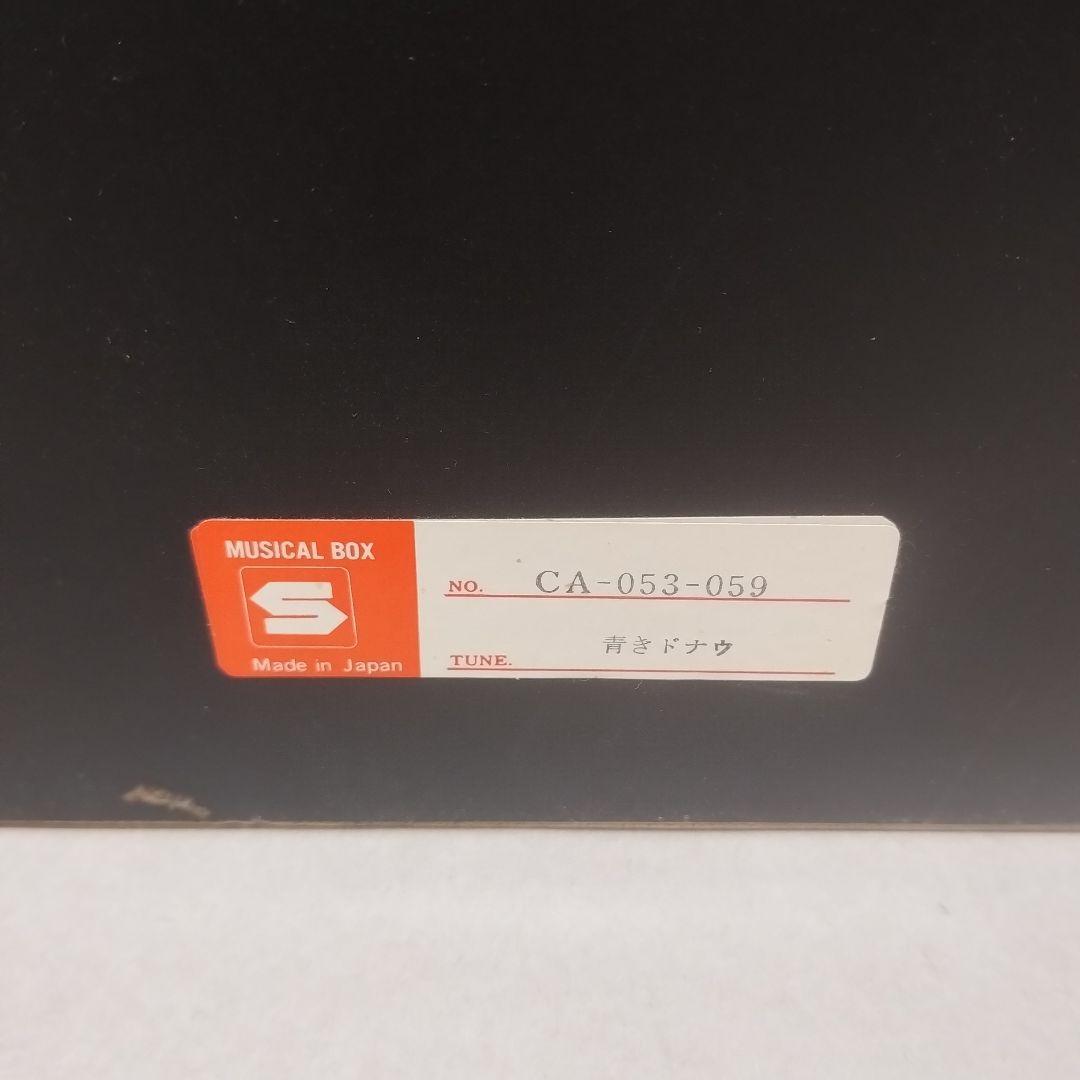 MUSICAL BOX
S
Made in Japan
NO. CA-053-059
TUNE. 青きドナウ